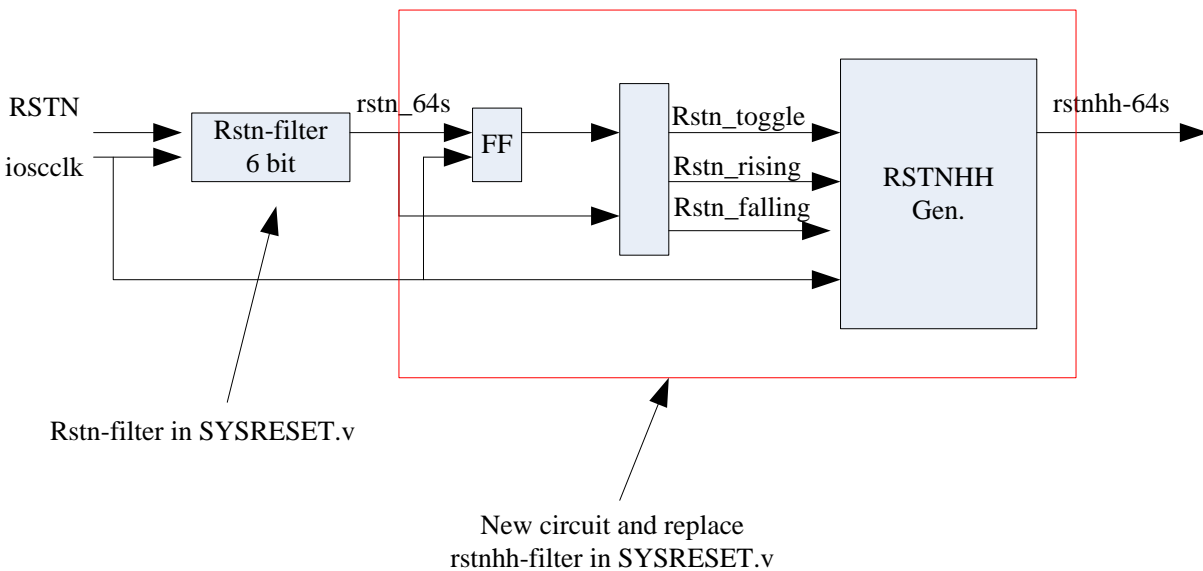 RSTN
ioscclk
Rstn-filter
6 bit
rstn_64s
FF
Rstn_toggle
Rstn_rising
Rstn_falling
RSTNHH
Gen.
rstnhh-64s
Rstn-filter in SYSRESET.v
New circuit and replace
rstnhh-filter in SYSRESET.v